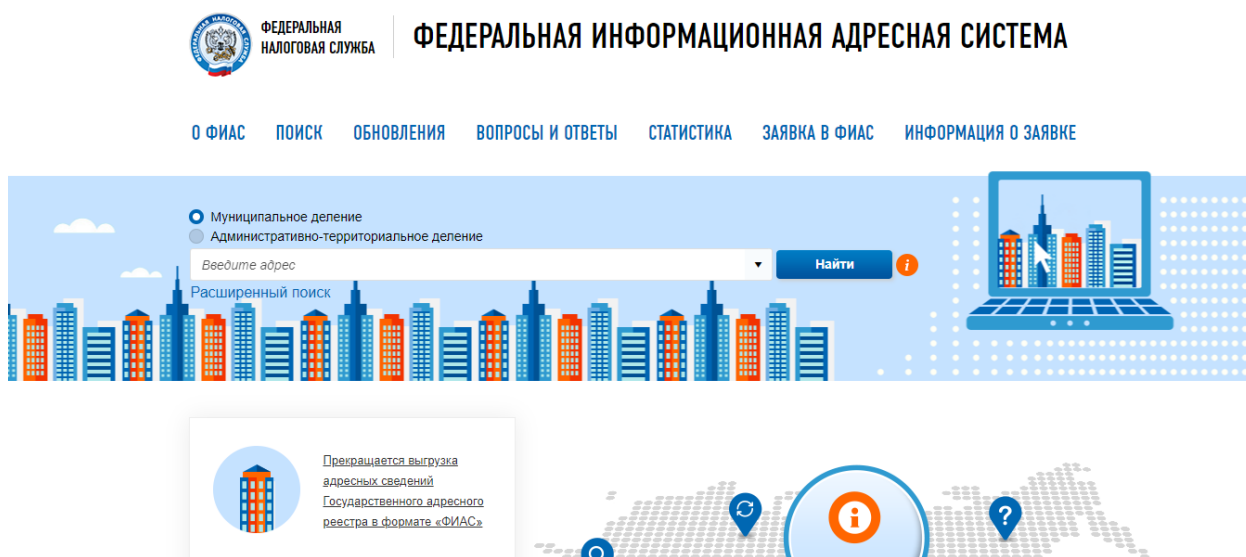 ФЕДЕРАЛЬНАЯ
НАЛОГОВАЯ СЛУЖБА
ФЕДЕРАЛЬНАЯ ИНФОРМАЦИОННАЯ АДРЕСНАЯ СИСТЕМА
О ФИАС ПОИСК ОБНОВЛЕНИЯ ВОПРОСЫ И ОТВЕТЫ СТАТИСТИКА ЗАЯВКА В ФИАС ИНФОРМАЦИЯ О ЗАЯВКЕ
Муниципальное деление
Административно-территориальное деление
Введите адрес
Найти
Расширенный поиск
Прекращается выгрузка
адресных сведений
Государственного адресного
реестра в формате «ФИАС»